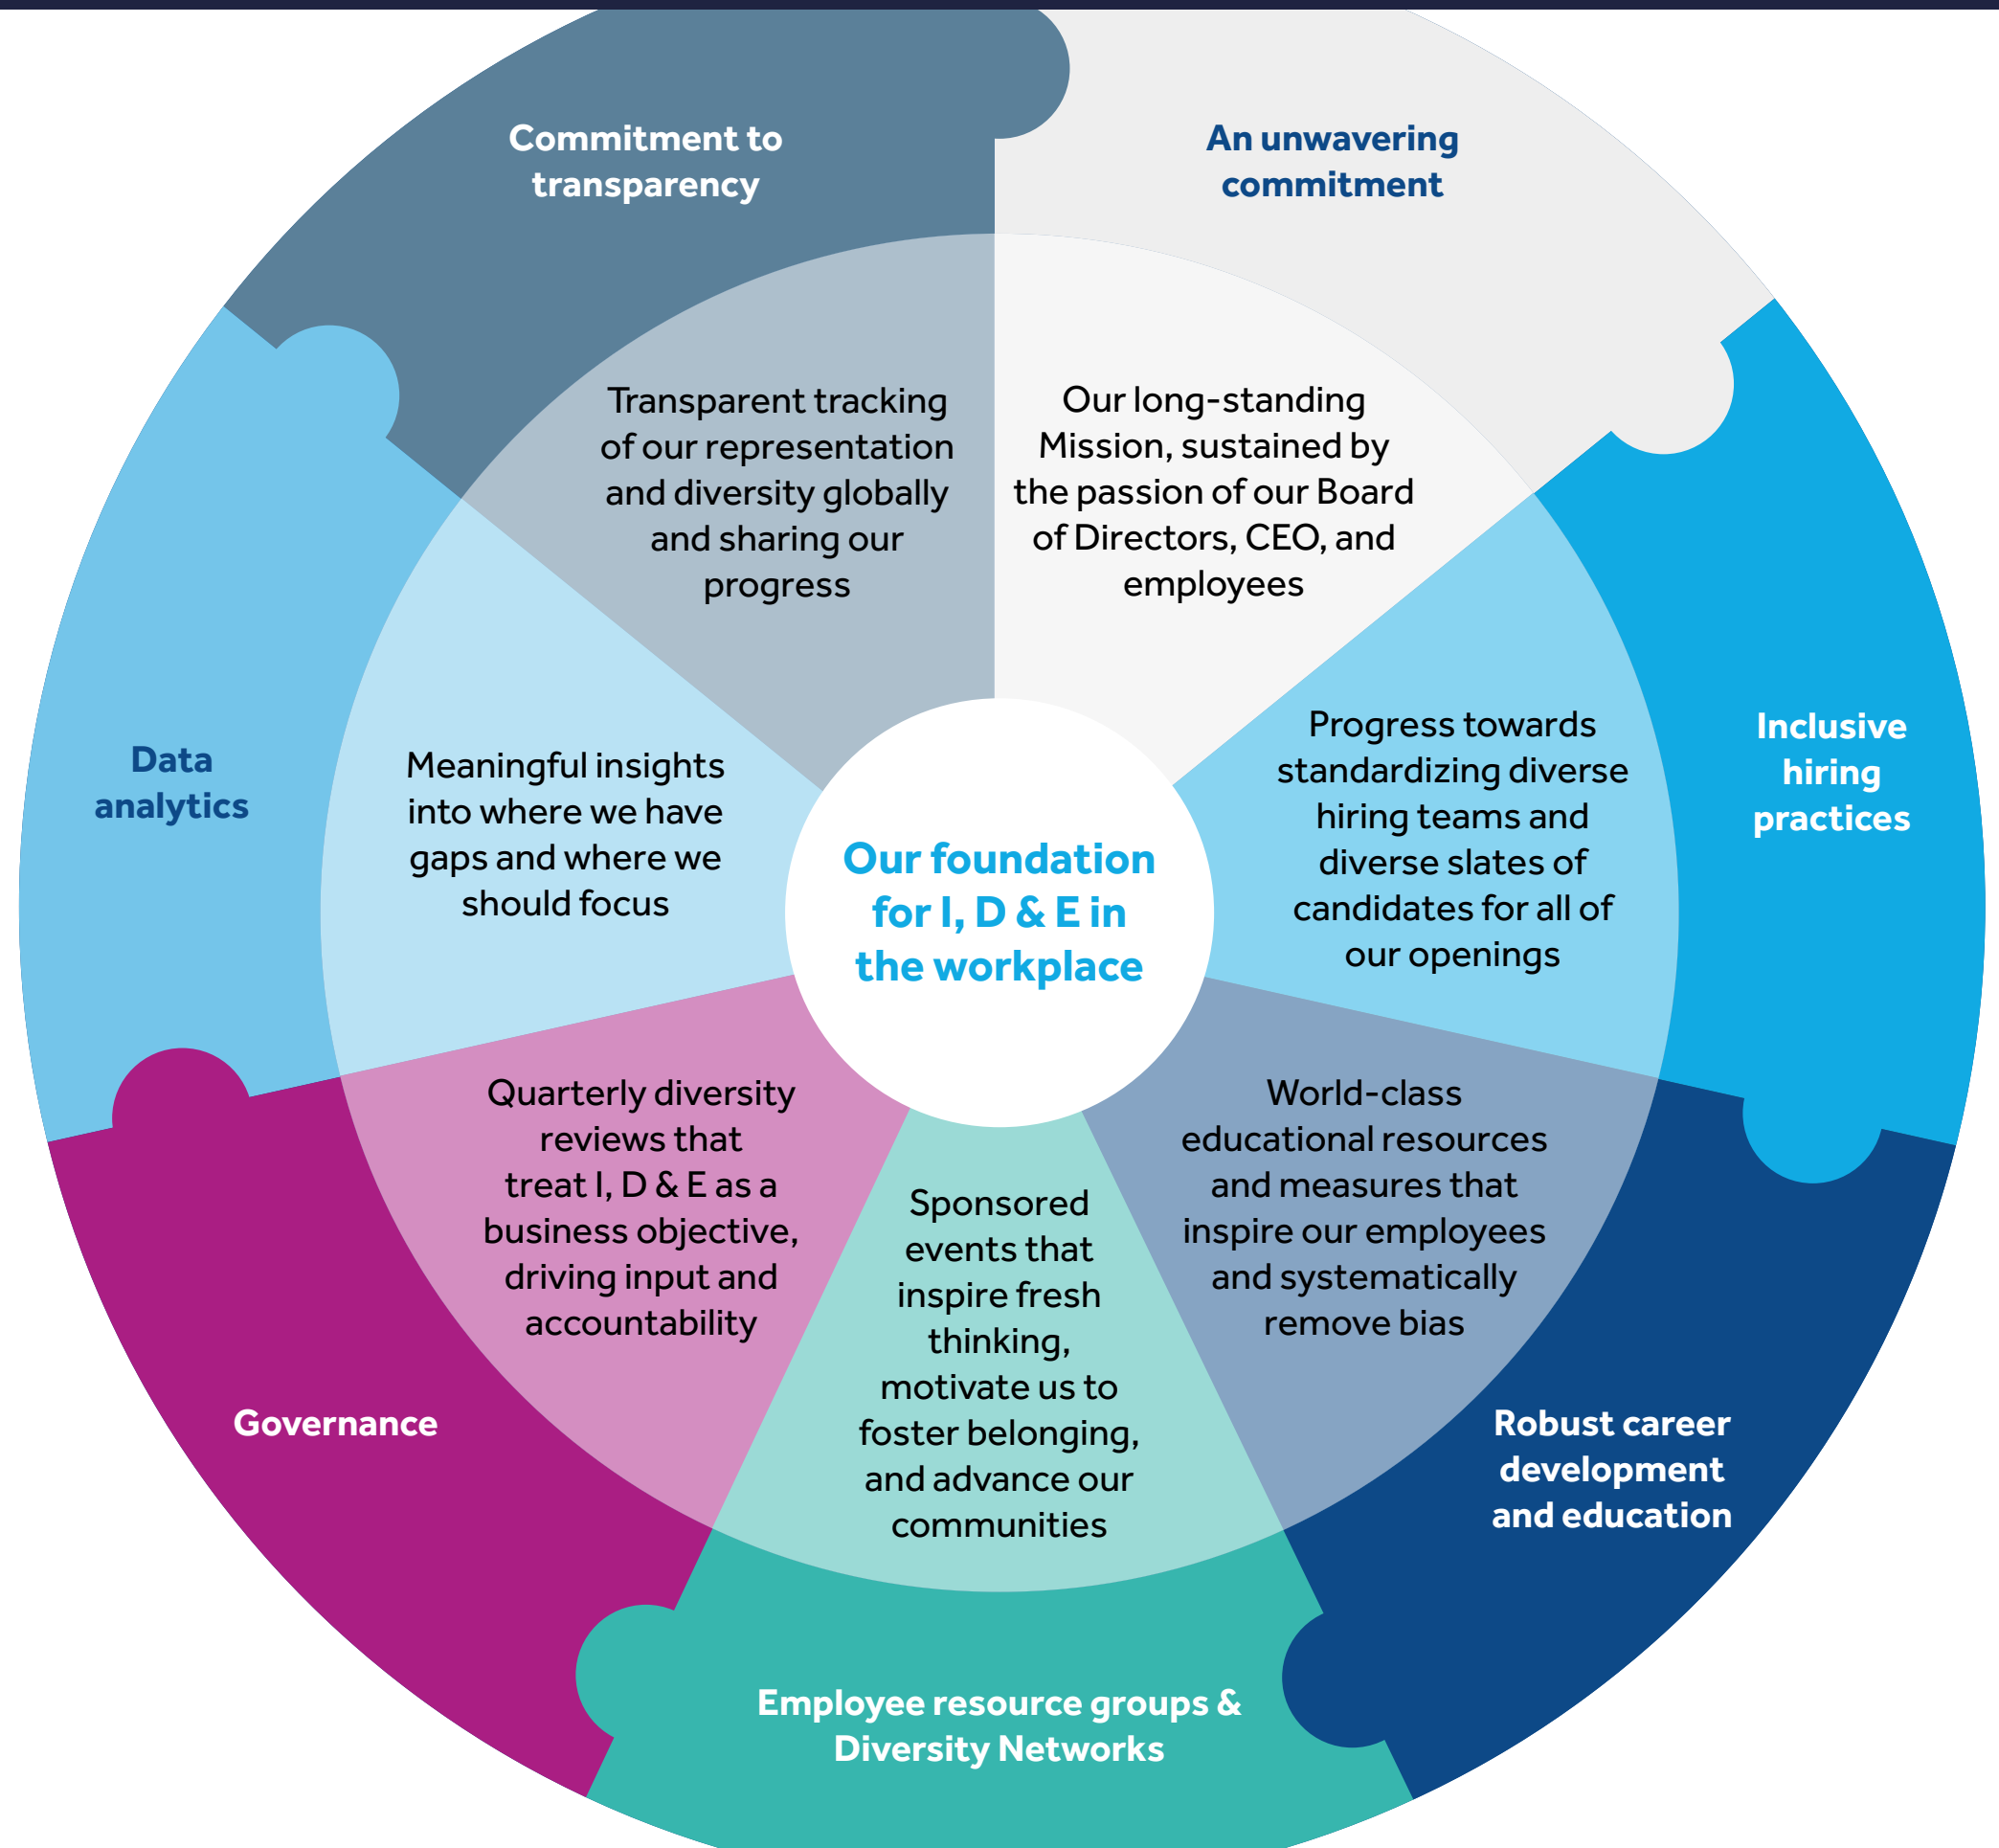 Commitment to
transparency
An unwavering
commitment
Transparent tracking
of our representation
and diversity globally
and sharing our
progress
Our long-standing
Mission, sustained by
the passion of our Board
of Directors, CEO, and
employees
Data
analytics
Meaningful insights
into where we have
gaps and where we
should focus
Our foundation
for I, D & E in
the workplace
Progress towards
standardizing diverse
hiring teams and
diverse slates of
candidates for all of
our openings
Inclusive
hiring
practices
Quarterly diversity
reviews that
treat I, D & E as a
business objective,
driving input and
accountability
Governance
Sponsored
events that
inspire fresh
thinking,
motivate us to
foster belonging,
and advance our
communities
World-class
educational resources
and measures that
inspire our employees
and systematically
remove bias
Robust career
development
and education
Employee resource groups &
Diversity Networks